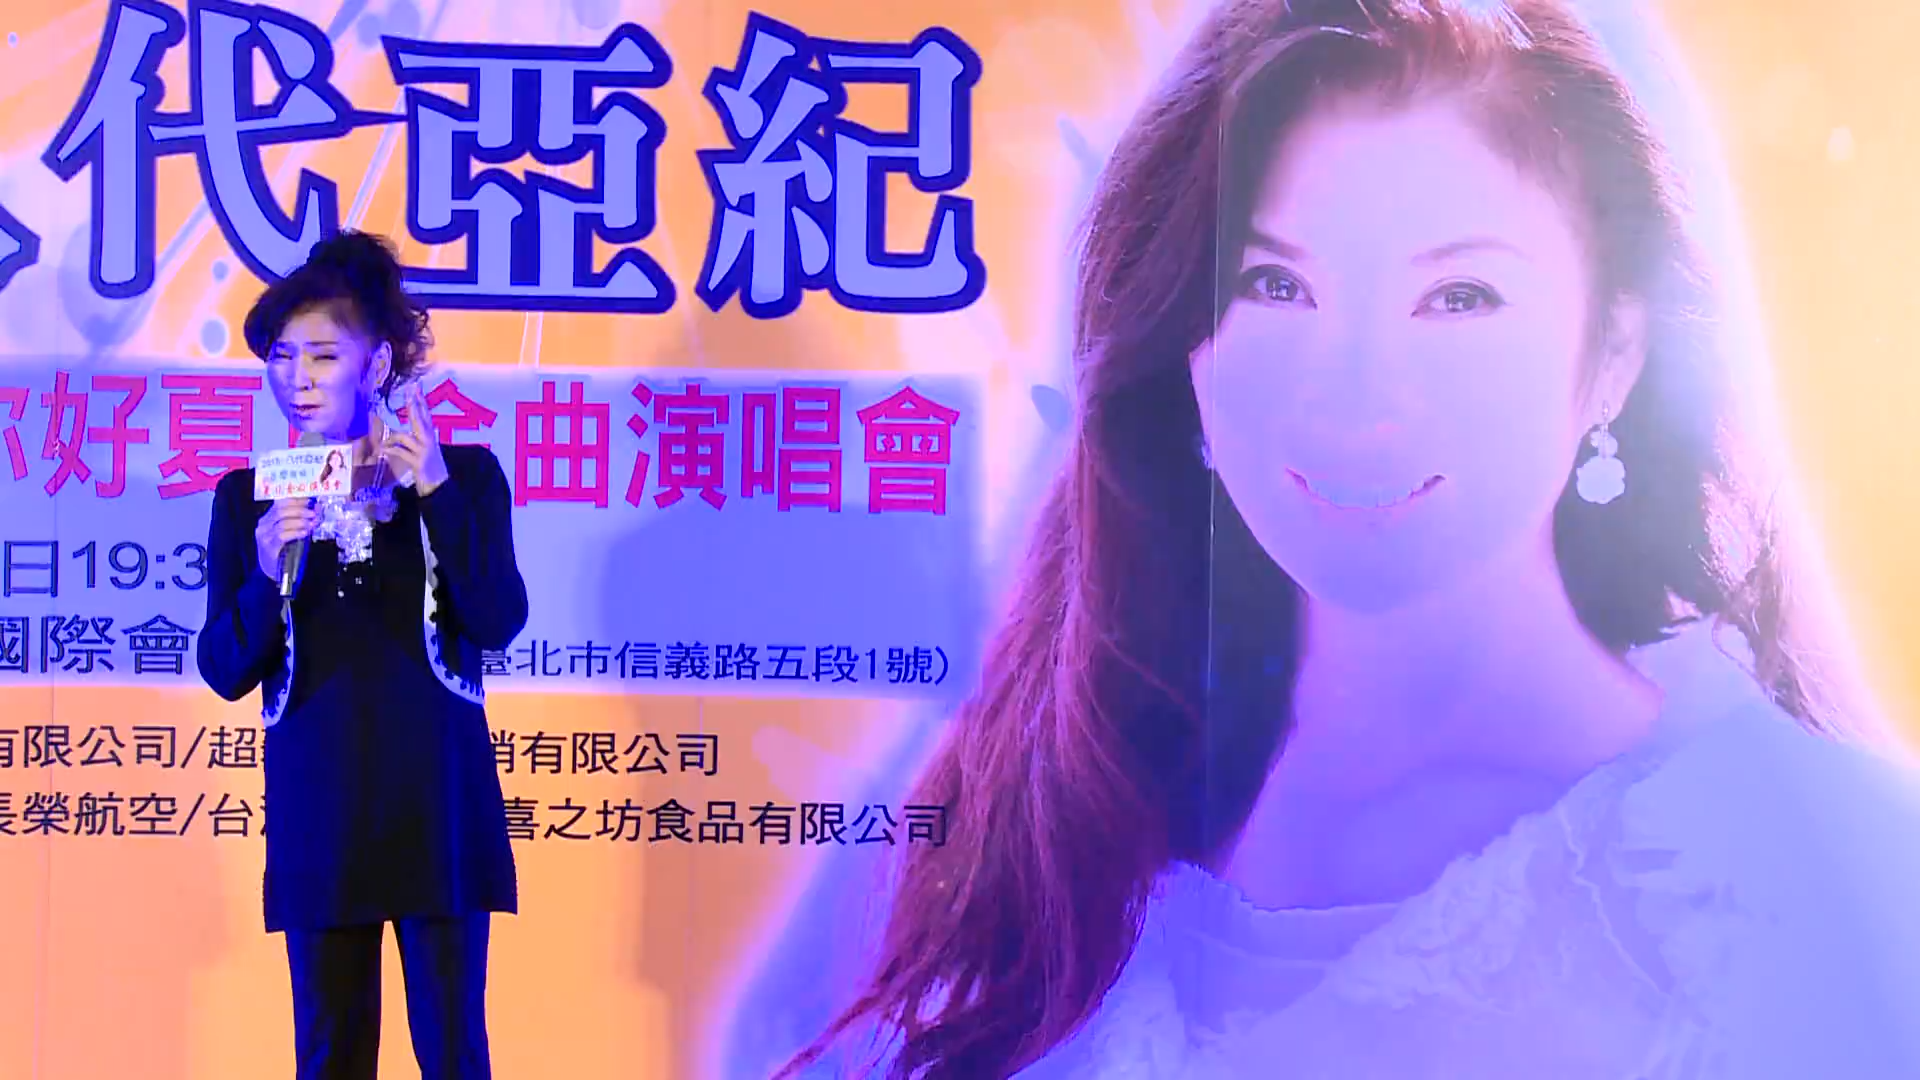 代亞紀
你好夏 金曲演唱會
日19:3
國際會 臺北市信義路五段1號)
有限公司/超 銷有限公司
長榮航空/台 喜之坊食品有限公司